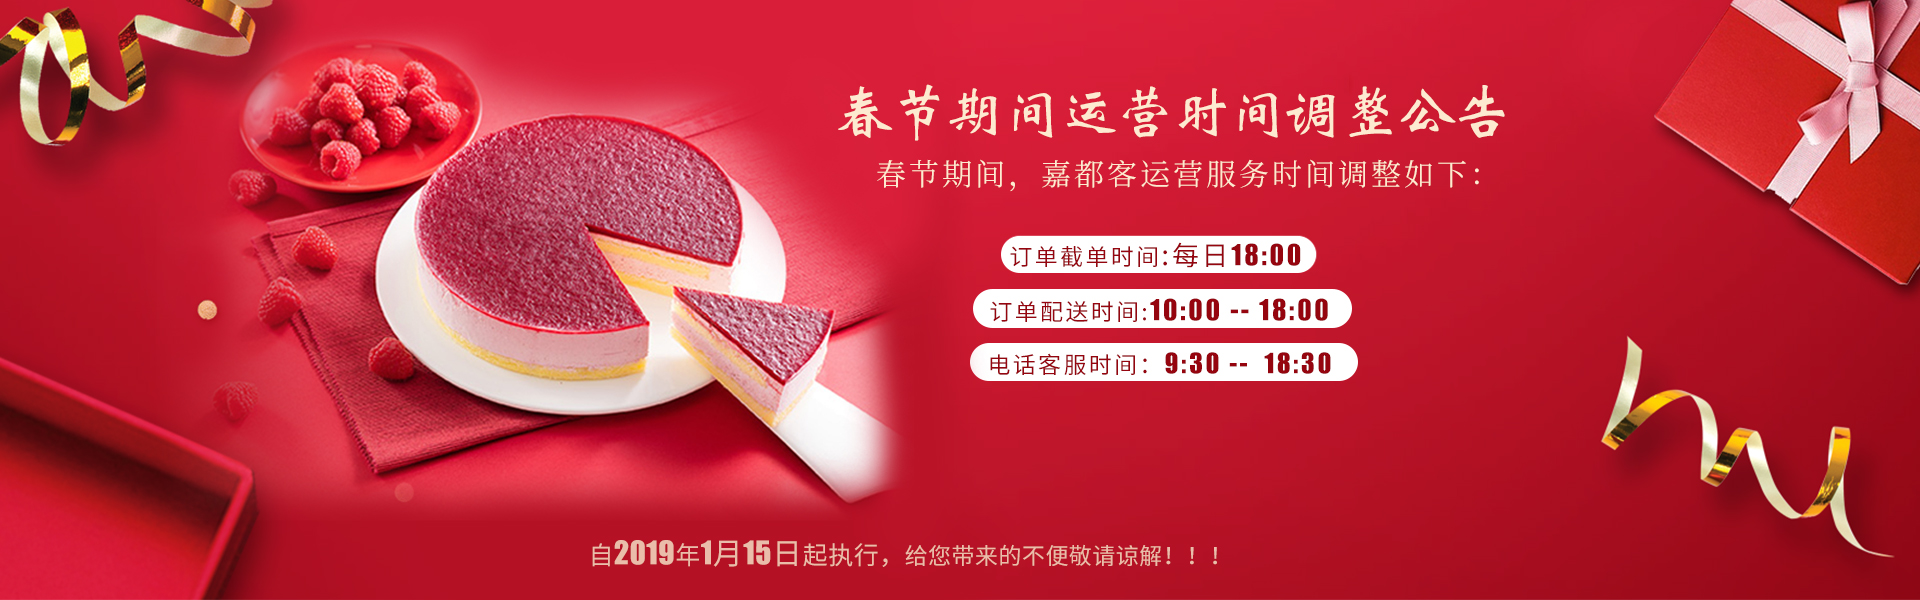 春节期间运营时间调整公告
春节期间，嘉都客运营服务时间调整如下：
订单截单时间:每日18:00
订单配送时间:10:00 -- 18:00
电话客服时间：9:30 -- 18:30
自2019年1月15日起执行，给您带来的不便敬请谅解！！！